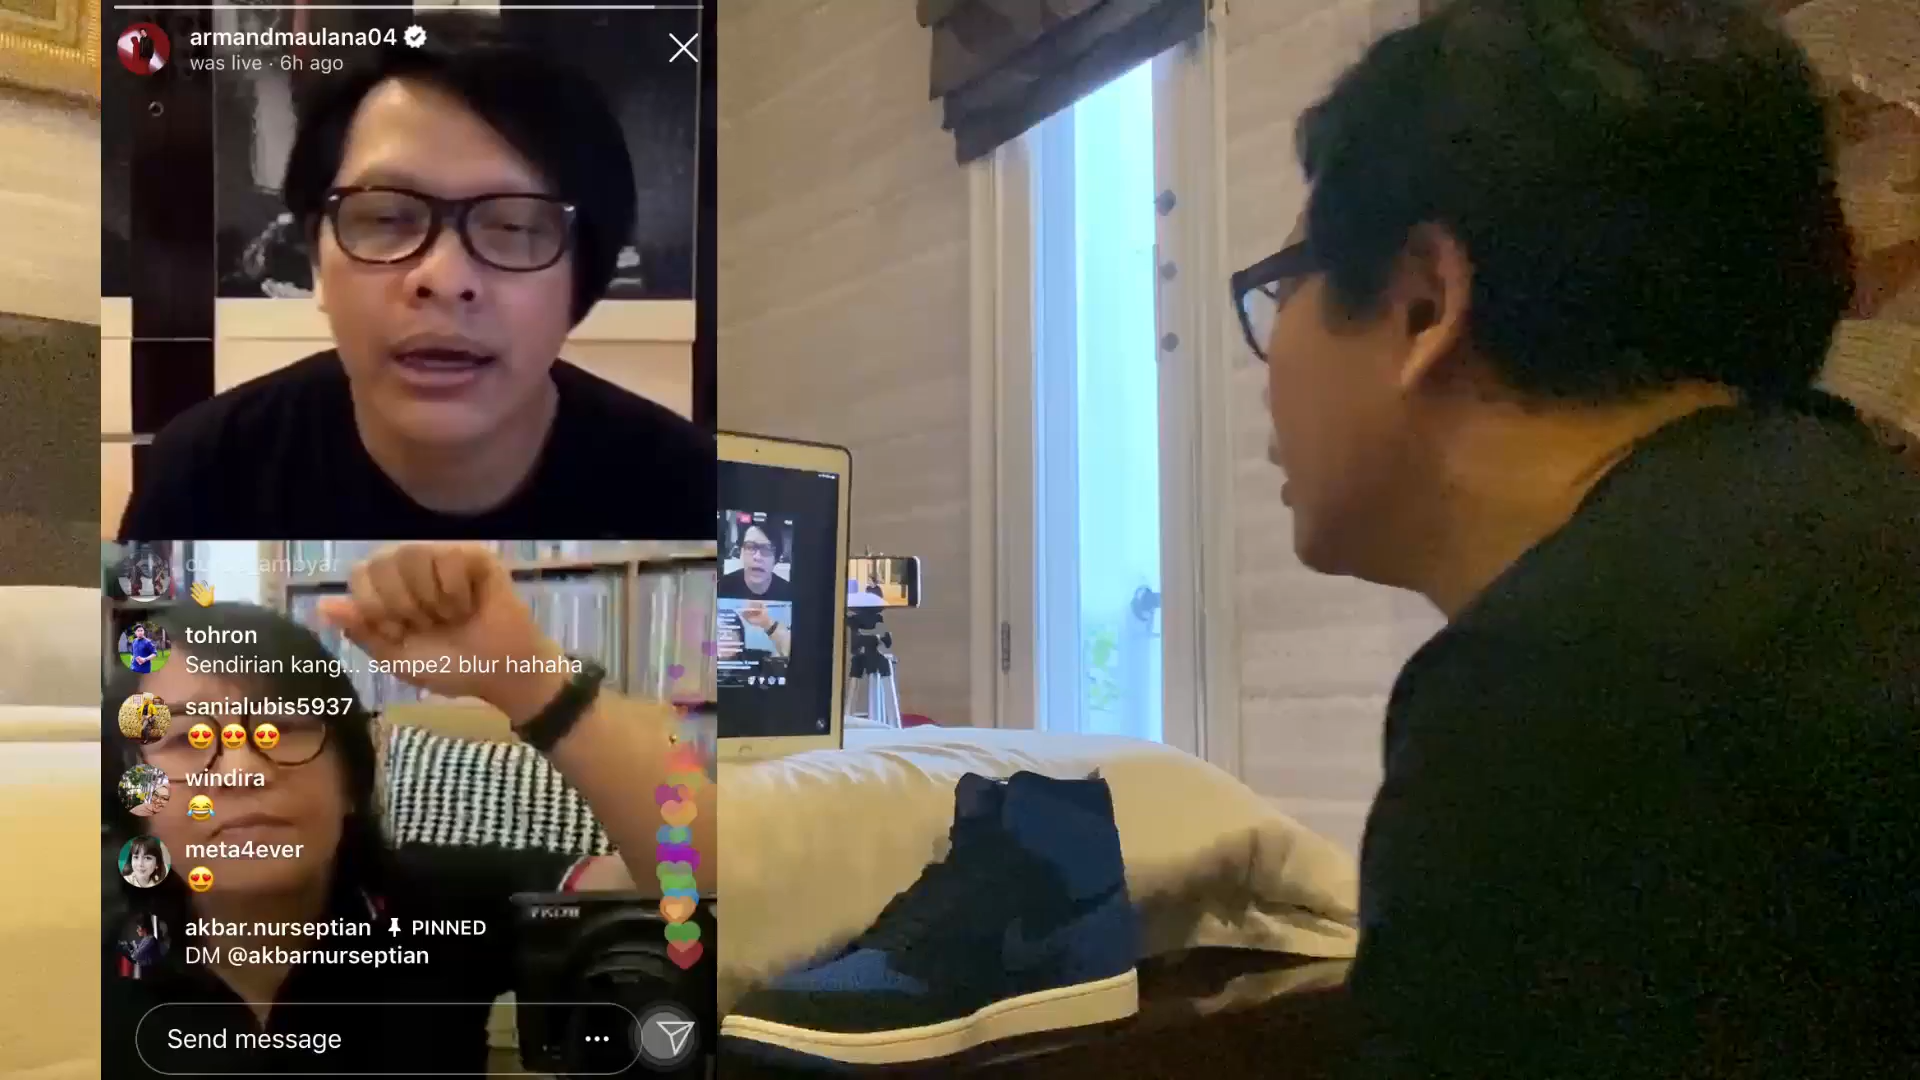 armandmaulana04
was live · 6h ago
tohron
Sendirian kang... sampe2 blur hahaha
sanialubis5937
😍😍😍
windira
😂
meta4ever
😍
akbar.nurseptian PINNED
DM @akbarnurseptian
Send message